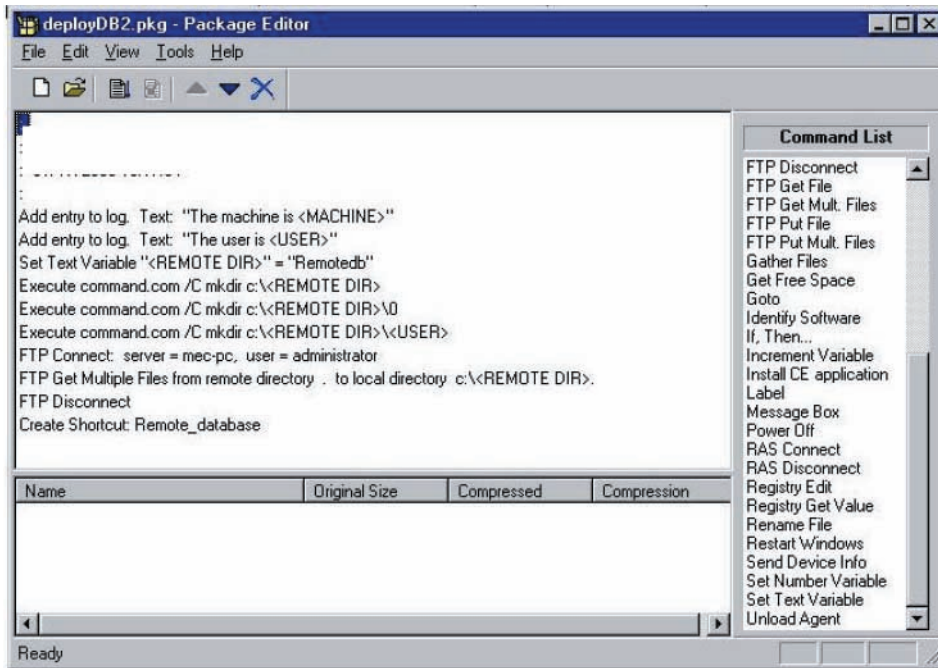 deployDB2.pkg - Package Editor
File Edit View Tools Help
:
:
:
Add entry to log. Text: "The machine is <MACHINE>"
Add entry to log. Text: "The user is <USER>"
Set Text Variable "<REMOTE DIR>" = "Remotedb"
Execute command.com /C mkdir c:\<REMOTE DIR>
Execute command.com /C mkdir c:\<REMOTE DIR>\0
Execute command.com /C mkdir c:\<REMOTE DIR>\<USER>
FTP Connect: server = mec-pc, user = administrator
FTP Get Multiple Files from remote directory . to local directory c:\<REMOTE DIR>.
FTP Disconnect
Create Shortcut: Remote_database
Name Original Size Compressed Compression
Command List
FTP Disconnect
FTP Get File
FTP Get Mult. Files
FTP Put File
FTP Put Mult. Files
Gather Files
Get Free Space
Goto
Identify Software
If, Then...
Increment Variable
Install CE application
Label
Message Box
Power Off
RAS Connect
RAS Disconnect
Registry Edit
Registry Get Value
Rename File
Restart Windows
Send Device Info
Set Number Variable
Set Text Variable
Unload Agent
Ready